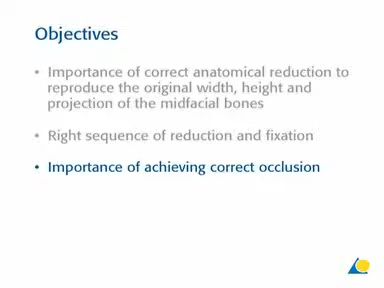 Objectives
• Importance of correct anatomical reduction to
reproduce the original width, height and
projection of the midfacial bones
• Right sequence of reduction and fixation
• Importance of achieving correct occlusion